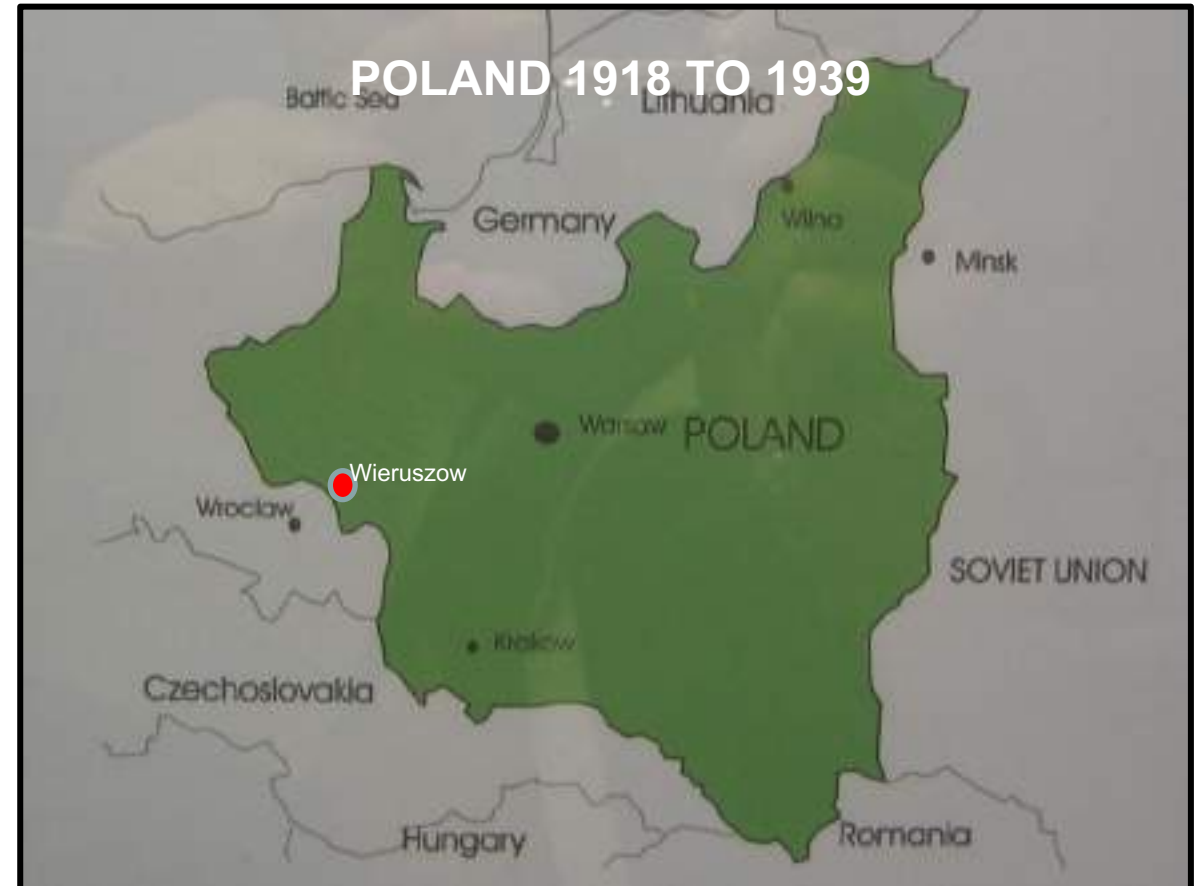 POLAND 1918 TO 1939
Baltic Sea
Lithuania
Germany
Wilno
Minsk
Warsaw
POLAND
Wieruszow
Wroclaw
SOVIET UNION
Krakow
Czechoslovakia
Hungary
Romania